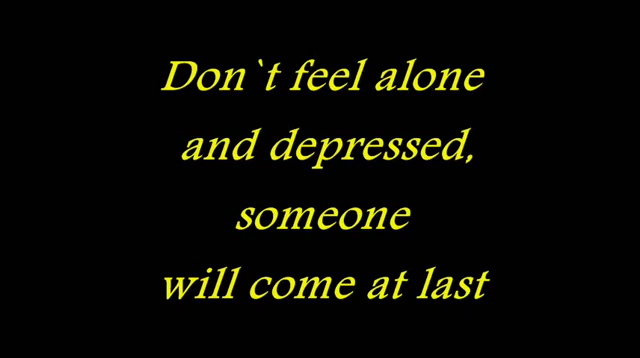 Don`t feel alone
and depressed,
someone
will come at last